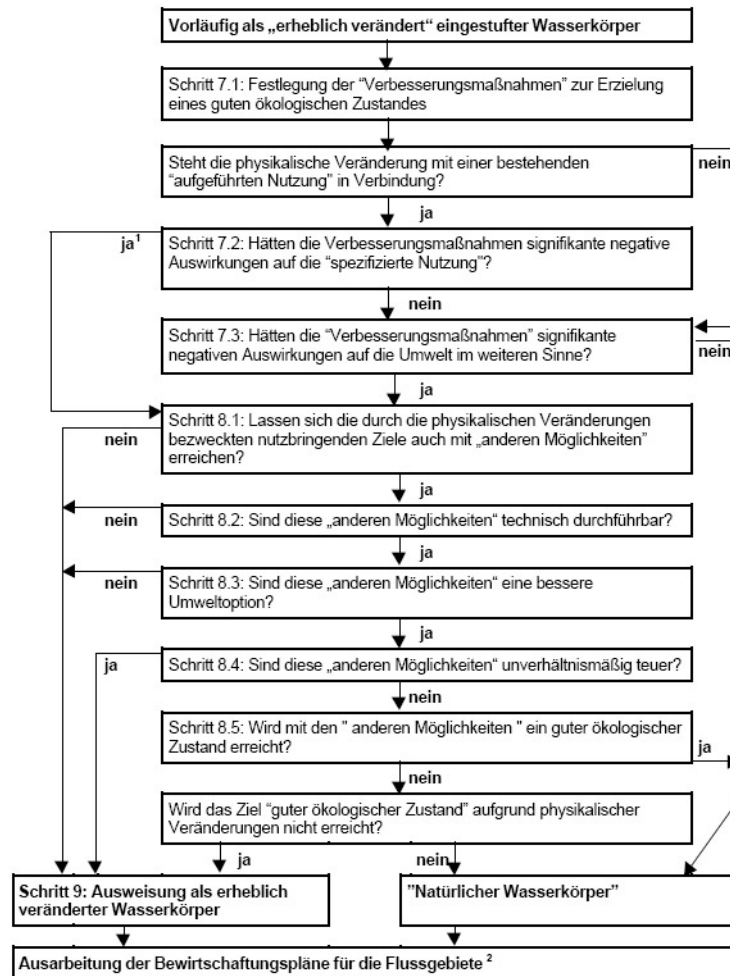 Vorläufig als „erheblich verändert" eingestufter Wasserkörper
Schritt 7.1: Festlegung der "Verbesserungsmaßnahmen" zur Erzielung
eines guten ökologischen Zustandes
Steht die physikalische Veränderung mit einer bestehenden
"aufgeführten Nutzung" in Verbindung?
nein
ja
ja¹
Schritt 7.2: Hätten die Verbesserungsmaßnahmen signifikante negative
Auswirkungen auf die "spezifizierte Nutzung"?
nein
Schritt 7.3: Hätten die "Verbesserungsmaßnahmen" signifikante
negativen Auswirkungen auf die Umwelt im weiteren Sinne?
nein
ja
Schritt 8.1: Lassen sich die durch die physikalischen Veränderungen
bezweckten nutzbringenden Ziele auch mit „anderen Möglichkeiten"
erreichen?
nein
ja
nein
Schritt 8.2: Sind diese „anderen Möglichkeiten" technisch durchführbar?
ja
nein
Schritt 8.3: Sind diese „anderen Möglichkeiten" eine bessere
Umweltoption?
ja
ja
Schritt 8.4: Sind diese „anderen Möglichkeiten" unverhältnismäßig teuer?
nein
Schritt 8.5: Wird mit den " anderen Möglichkeiten " ein guter ökologischer
Zustand erreicht?
ja
nein
Wird das Ziel "guter ökologischer Zustand" aufgrund physikalischer
Veränderungen nicht erreicht?
ja
nein
Schritt 9: Ausweisung als erheblich
veränderter Wasserkörper
"Natürlicher Wasserkörper"
Ausarbeitung der Bewirtschaftungspläne für die Flussgebiete ²